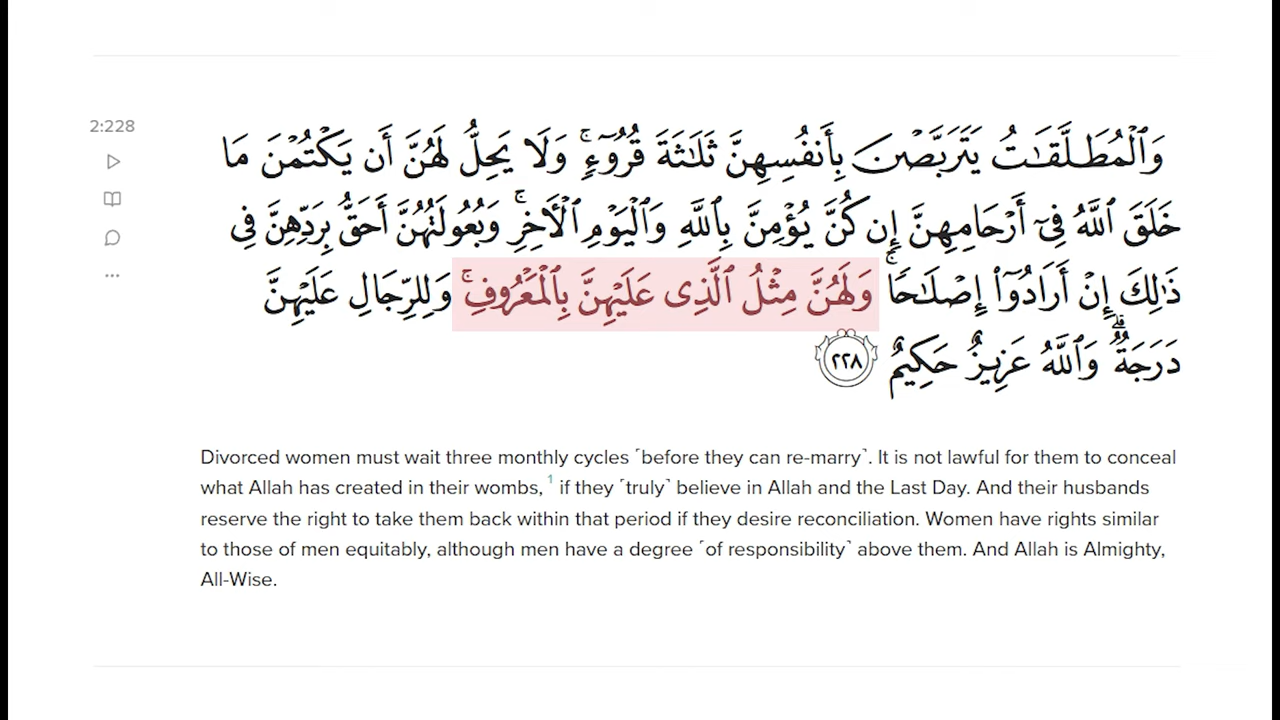 2:228
وَٱلْمُطَلَّقَـٰتُ يَتَرَبَّصْنَ بِأَنفُسِهِنَّ ثَلَـٰثَةَ قُرُوٓءٍۢ ۚ وَلَا يَحِلُّ لَهُنَّ أَن يَكْتُمْنَ مَا
خَلَقَ ٱللَّهُ فِىٓ أَرْحَامِهِنَّ إِن كُنَّ يُؤْمِنَّ بِٱللَّهِ وَٱلْيَوْمِ ٱلْـَٔاخِرِ ۚ وَبُعُولَتُهُنَّ أَحَقُّ بِرَدِّهِنَّ فِى
ذَٰلِكَ إِنْ أَرَادُوٓا۟ إِصْلَـٰحًۭا ۚ وَلَهُنَّ مِثْلُ ٱلَّذِى عَلَيْهِنَّ بِٱلْمَعْرُوفِ ۚ وَلِلرِّجَالِ عَلَيْهِنَّ
دَرَجَةٌۭ ۗ وَٱللَّهُ عَزِيزٌ حَكِيمٌ ٢٢٨
Divorced women must wait three monthly cycles ˹before they can re-marry˺. It is not lawful for them to conceal
what Allah has created in their wombs,¹ if they ˹truly˺ believe in Allah and the Last Day. And their husbands
reserve the right to take them back within that period if they desire reconciliation. Women have rights similar
to those of men equitably, although men have a degree ˹of responsibility˺ above them. And Allah is Almighty,
All-Wise.